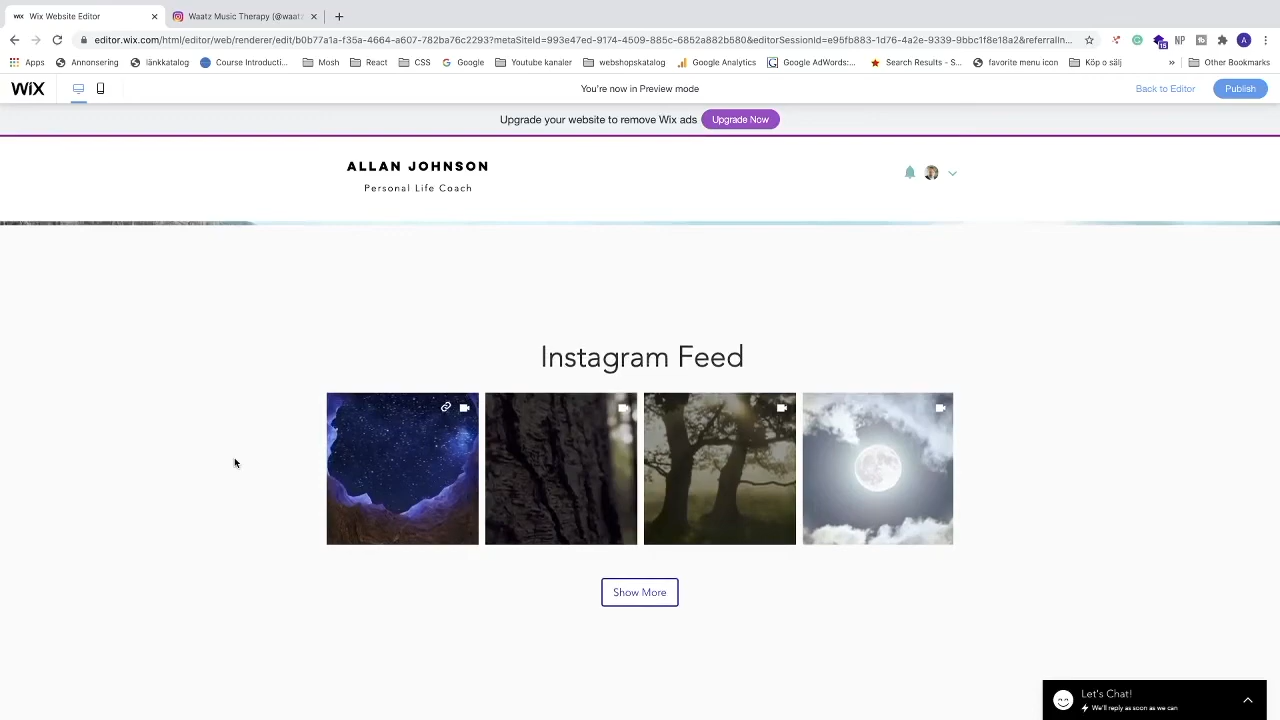 WiX Wix Website Editor
Waatz Music Therapy (@waatz
editor.wix.com/html/editor/web/renderer/edit/b0b77a1a-f35a-4664-a607-782ba76c2293?metaSiteId=993e47ed-9174-4509-885c-6852a882b580&editorSessionId=e95fb883-1d76-4a2e-9339-9bbc1f8e18a2&referralIn...
15 NP A
Apps Annonsering länkkatalog Course Introducti... Mosh React CSS Google Youtube kanaler webshopskatalog Google Analytics Google AdWords:... Search Results - S... favorite menu icon Köp o sälj » Other Bookmarks
WiX You're now in Preview mode Back to Editor Publish
Upgrade your website to remove Wix ads Upgrade Now
ALLAN JOHNSON
Personal Life Coach
Instagram Feed
Show More
Let's Chat!
We'll reply as soon as we can